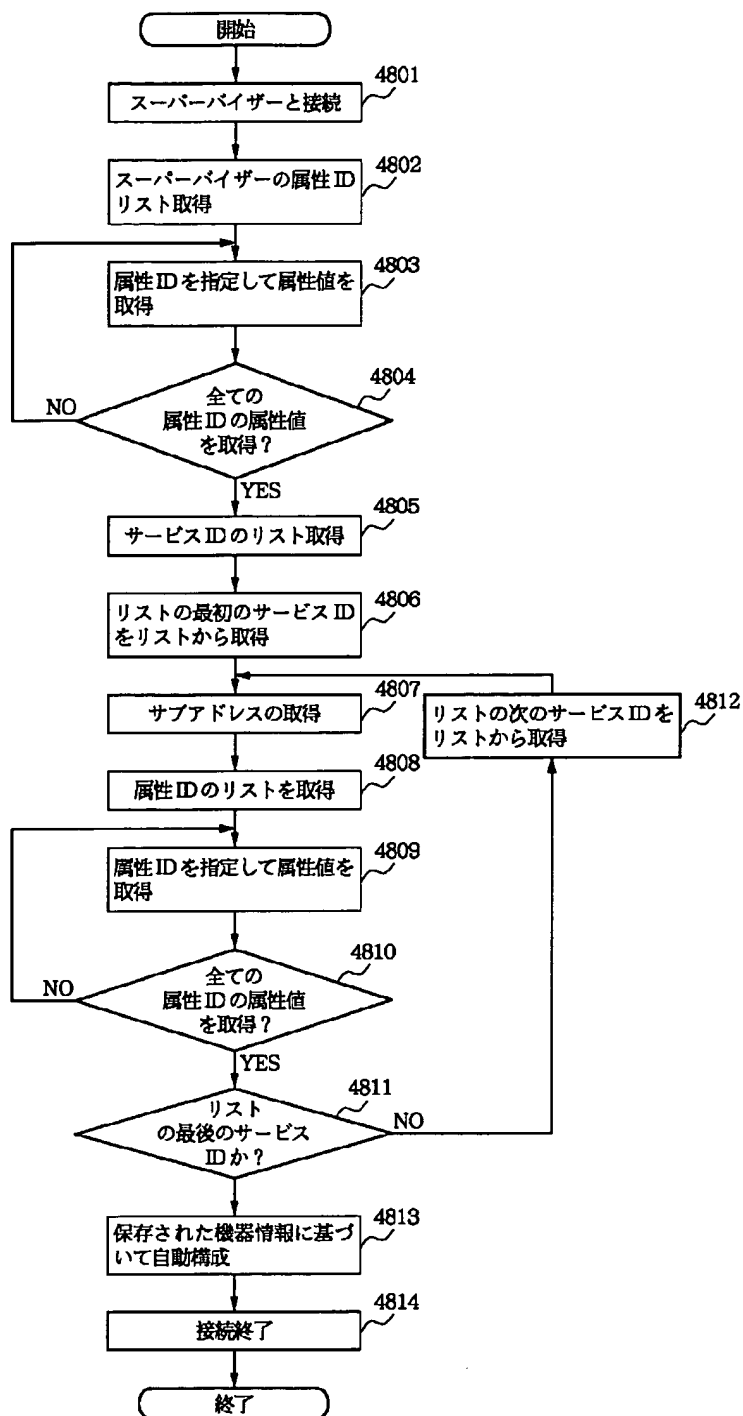 開始
4801
スーパーバイザーと接続
4802
スーパーバイザーの属性ID
リスト取得
4803
属性IDを指定して属性値を
取得
4804
全ての
属性IDの属性値
を取得?
NO
YES
4805
サービスIDのリスト取得
4806
リストの最初のサービスID
をリストから取得
4807
サブアドレスの取得
4812
リストの次のサービスIDを
リストから取得
4808
属性IDのリストを取得
4809
属性IDを指定して属性値を
取得
4810
全ての
属性IDの属性値
を取得?
NO
YES
4811
リスト
の最後のサービス
IDか?
NO
4813
保存された機器情報に基づ
いて自動構成
4814
接続終了
終了